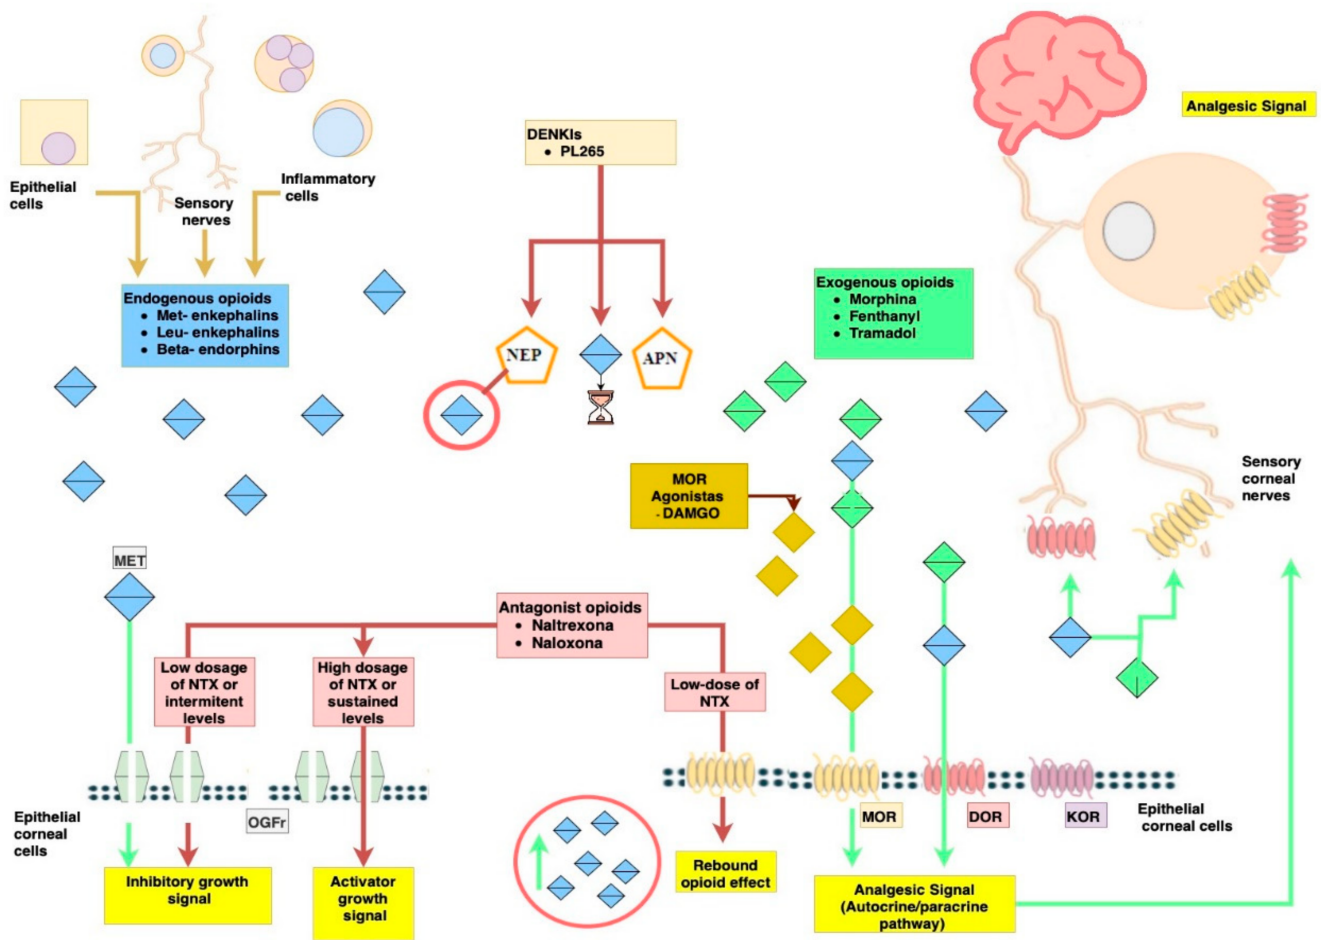 Analgesic Signal
DENKIs
• PL265
Epithelial
cells
Sensory
nerves
Inflammatory
cells
Endogenous opioids
• Met- enkephalins
• Leu- enkephalins
• Beta- endorphins
Exogenous opioids
• Morphina
• Fenthanyl
• Tramadol
NEP
APN
MOR
Agonistas
- DAMGO
Sensory
corneal
nerves
MET
Antagonist opioids
• Naltrexona
• Naloxona
Low dosage
of NTX or
intermitent
levels
High dosage
of NTX or
sustained
levels
Low-dose of
NTX
Epithelial
corneal
cells
OGFr
MOR
DOR
KOR
Epithelial
corneal cells
Inhibitory growth
signal
Activator
growth
signal
Rebound
opioid effect
Analgesic Signal
(Autocrine/paracrine
pathway)